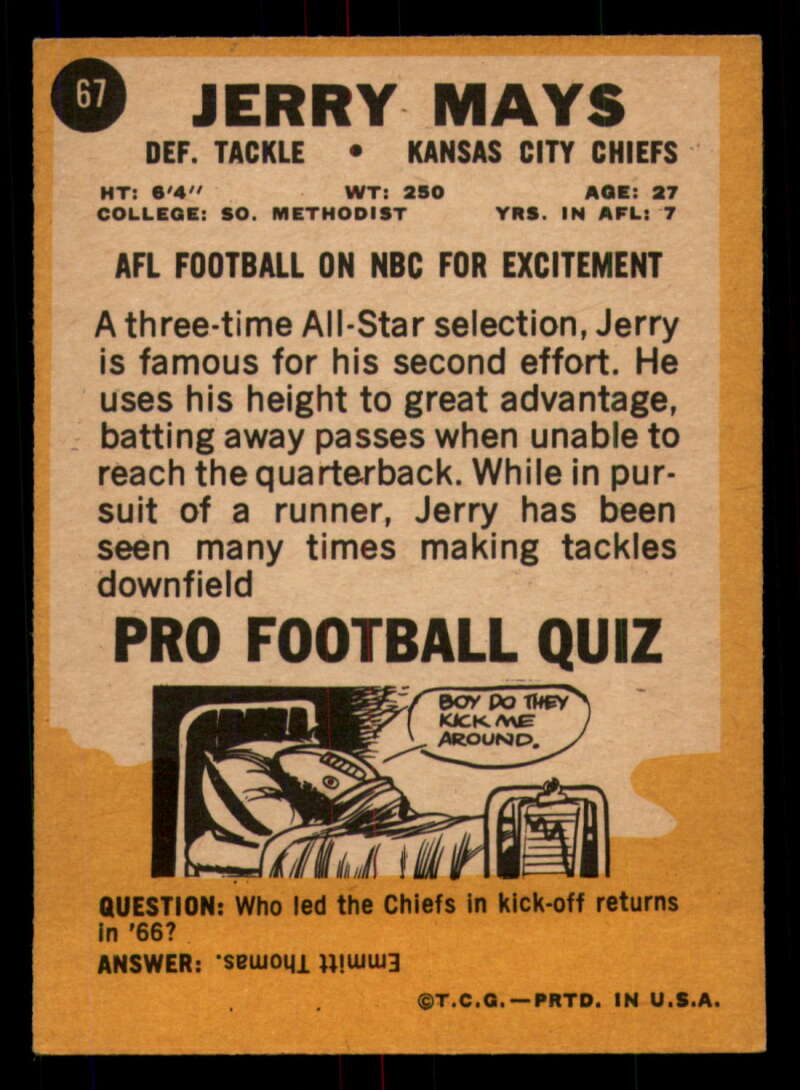 67
JERRY MAYS
DEF. TACKLE • KANSAS CITY CHIEFS
HT: 6'4" WT: 250 AGE: 27
COLLEGE: SO. METHODIST YRS. IN AFL: 7
AFL FOOTBALL ON NBC FOR EXCITEMENT
A three-time All-Star selection, Jerry
is famous for his second effort. He
uses his height to great advantage,
batting away passes when unable to
reach the quarterback. While in pur-
suit of a runner, Jerry has been
seen many times making tackles
downfield
PRO FOOTBALL QUIZ
BOY DO THEY
KICK ME
AROUND.
QUESTION: Who led the Chiefs in kick-off returns
in '66?
ANSWER: Emmitt Thomas.
©T.C.G.—PRTD. IN U.S.A.